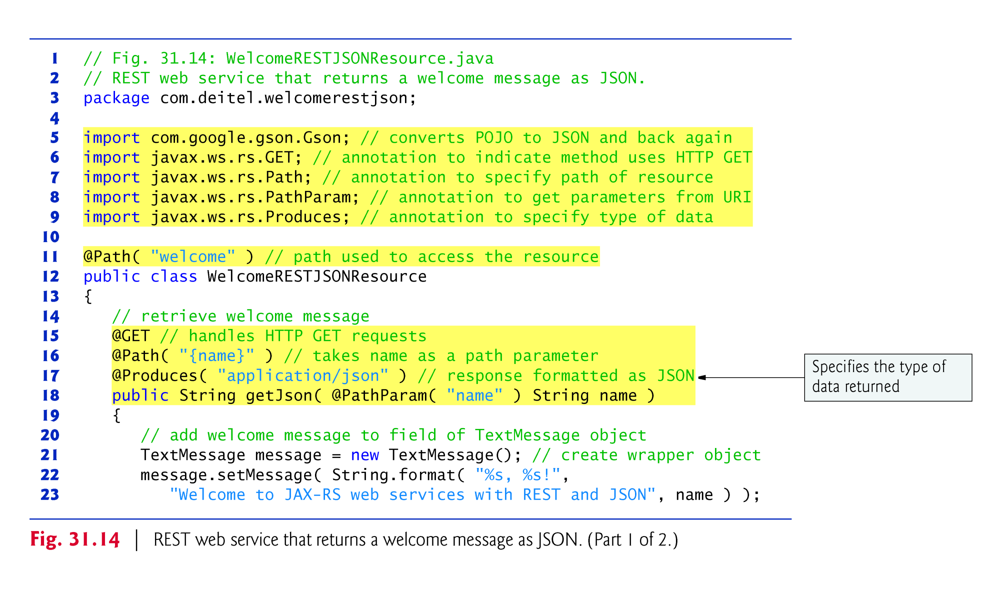 1 // Fig. 31.14: WelcomeRESTJSONResource.java
2 // REST web service that returns a welcome message as JSON.
3 package com.deitel.welcomerestjson;
4
5 import com.google.gson.Gson; // converts POJO to JSON and back again
6 import javax.ws.rs.GET; // annotation to indicate method uses HTTP GET
7 import javax.ws.rs.Path; // annotation to specify path of resource
8 import javax.ws.rs.PathParam; // annotation to get parameters from URI
9 import javax.ws.rs.Produces; // annotation to specify type of data
10
11 @Path( "welcome" ) // path used to access the resource
12 public class WelcomeRESTJSONResource
13 {
14 // retrieve welcome message
15 @GET // handles HTTP GET requests
16 @Path( "{name}" ) // takes name as a path parameter
17 @Produces( "application/json" ) // response formatted as JSON
18 public String getJson( @PathParam( "name" ) String name )
19 {
20 // add welcome message to field of TextMessage object
21 TextMessage message = new TextMessage(); // create wrapper object
22 message.setMessage( String.format( "%s, %s!",
23 "Welcome to JAX-RS web services with REST and JSON", name ) );
Specifies the type of
data returned
Fig. 31.14 | REST web service that returns a welcome message as JSON. (Part 1 of 2.)